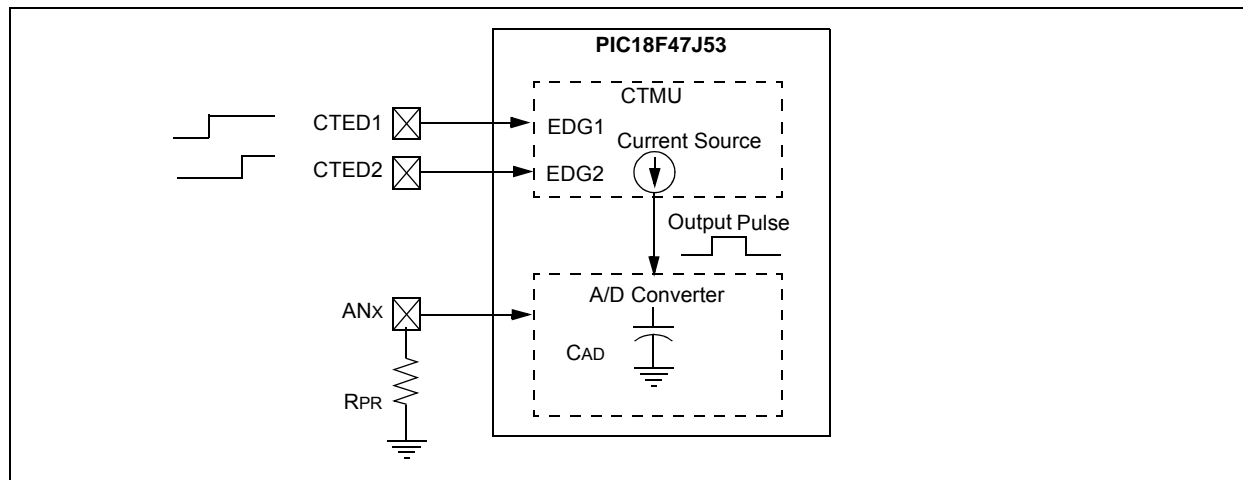 PIC18F47J53
CTMU
CTED1
EDG1
Current Source
CTED2
EDG2
Output Pulse
A/D Converter
ANX
CAD
RPR